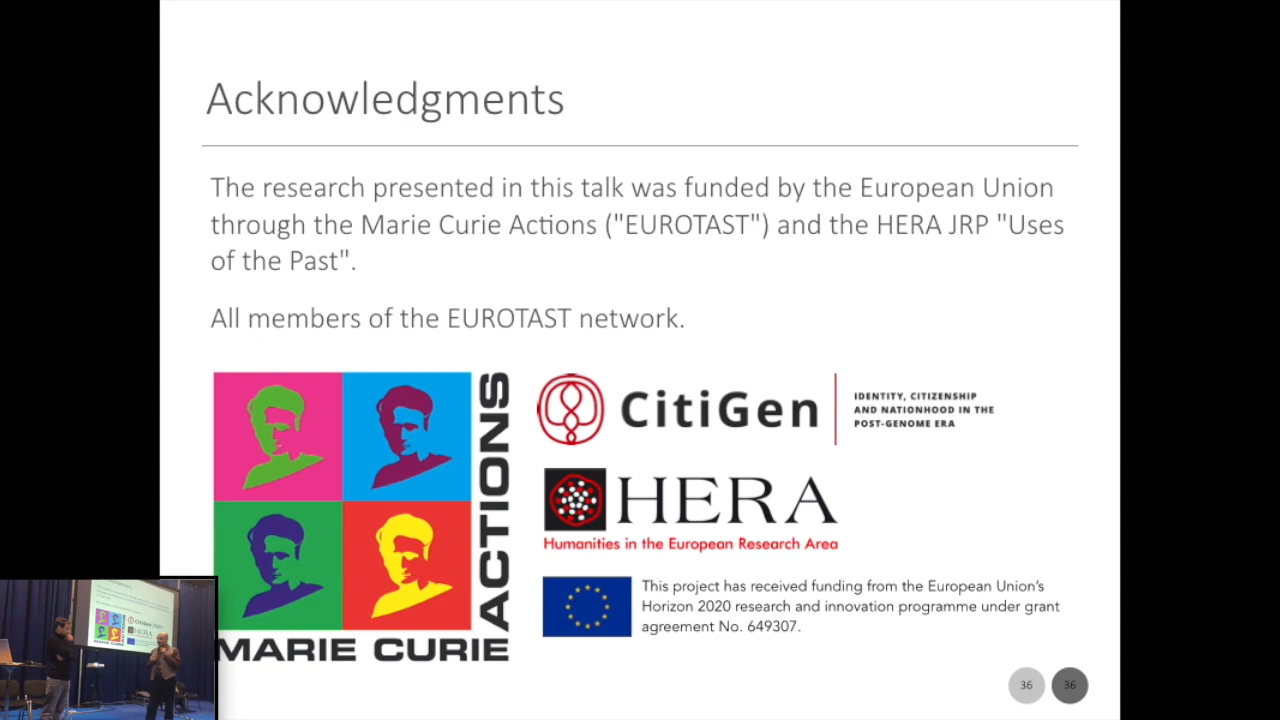 Acknowledgments
The research presented in this talk was funded by the European Union
through the Marie Curie Actions ("EUROTAST") and the HERA JRP "Uses
of the Past".
All members of the EUROTAST network.
ACTIONS
MARIE CURIE
CitiGen
IDENTITY, CITIZENSHIP
AND NATIONHOOD IN THE
POST-GENOME ERA
HERA
Humanities in the European Research Area
This project has received funding from the European Union's
Horizon 2020 research and innovation programme under grant
agreement No. 649307.
36 36